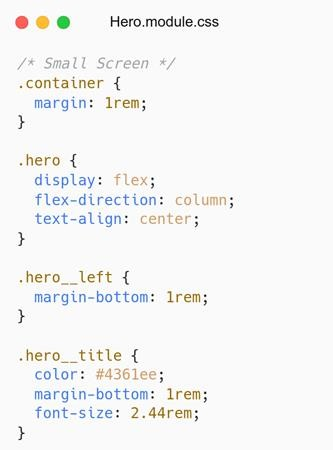 Hero.module.css
/* Small Screen */
.container {
  margin: 1rem;
}

.hero {
  display: flex;
  flex-direction: column;
  text-align: center;
}

.hero__left {
  margin-bottom: 1rem;
}

.hero__title {
  color: #4361ee;
  margin-bottom: 1rem;
  font-size: 2.44rem;
}